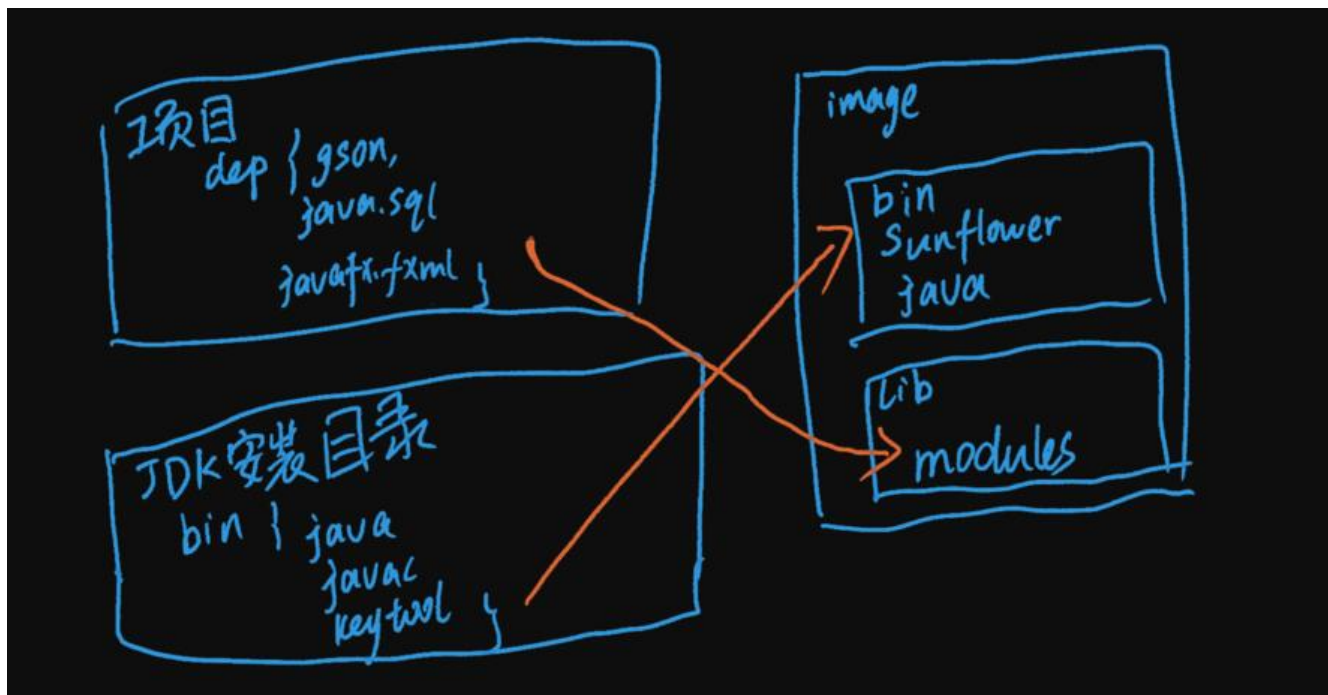 工项目
dep { gson,
java.sql
javafx.fxml }
JDK安装目录
bin { java
javac
keytool }
image
bin
Sunflower
java
Lib
modules